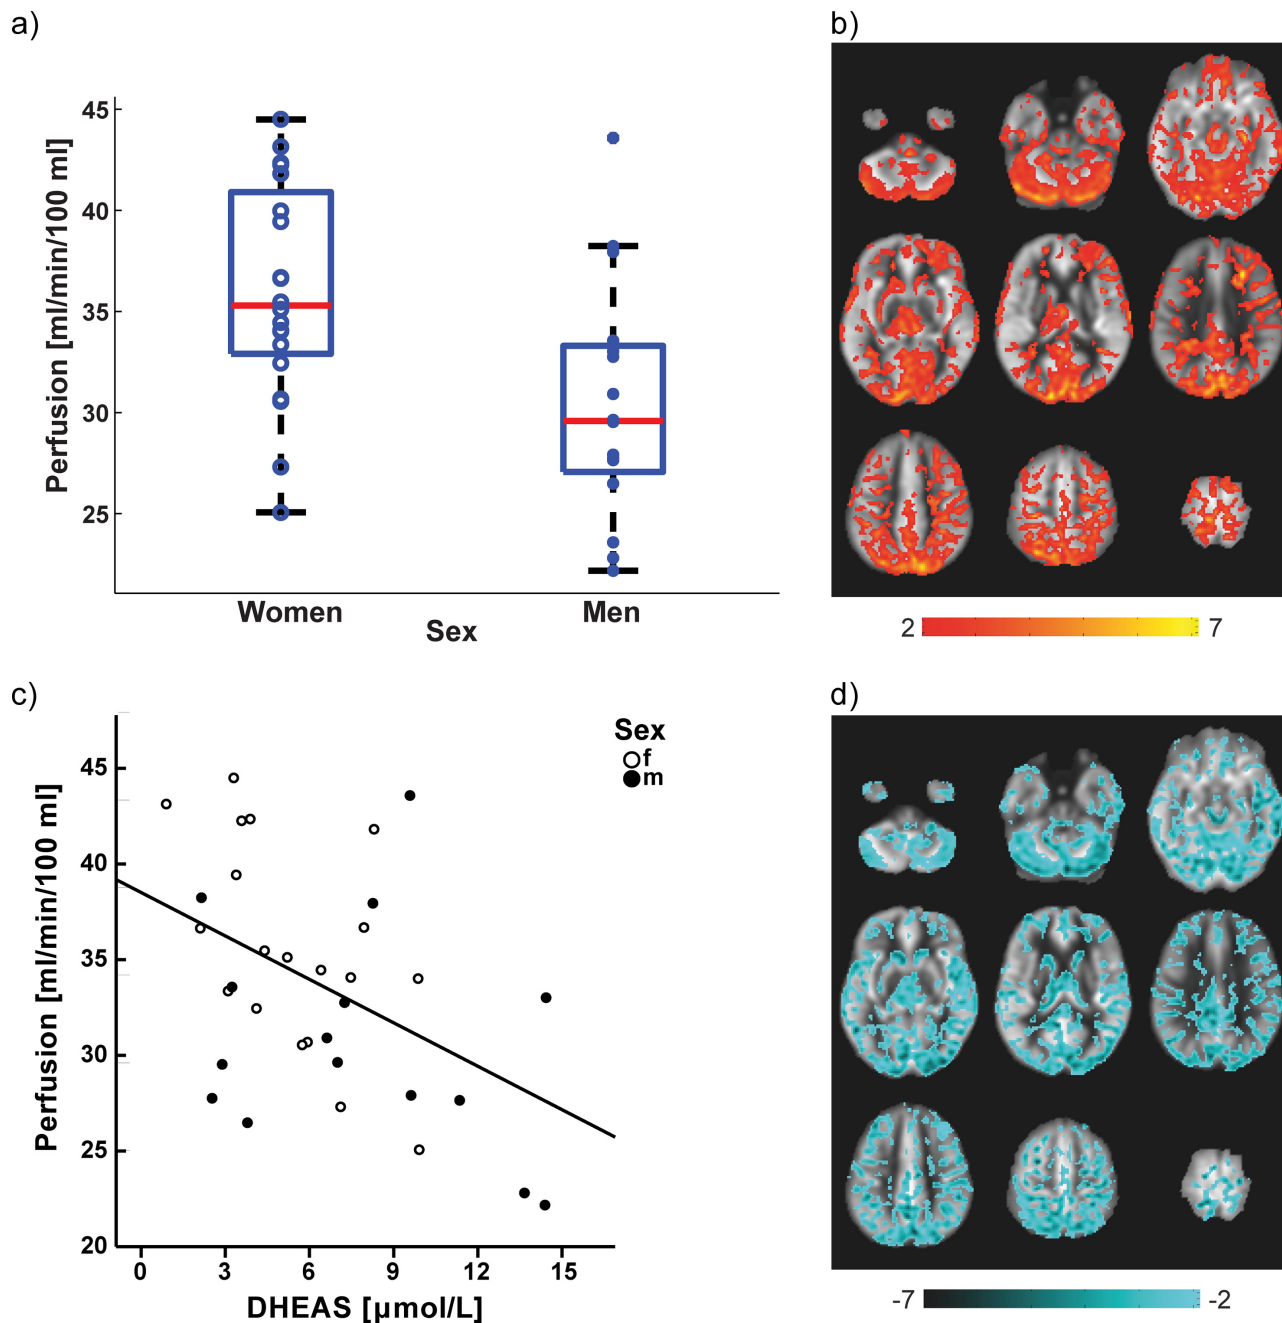 a)
Perfusion [ml/min/100 ml]
45
40
35
30
25
Women
Men
Sex
b)
2
7
c)
Perfusion [ml/min/100 ml]
45
40
35
30
25
20
Sex
f
m
0
3
6
9
12
15
DHEAS [µmol/L]
d)
-7
-2